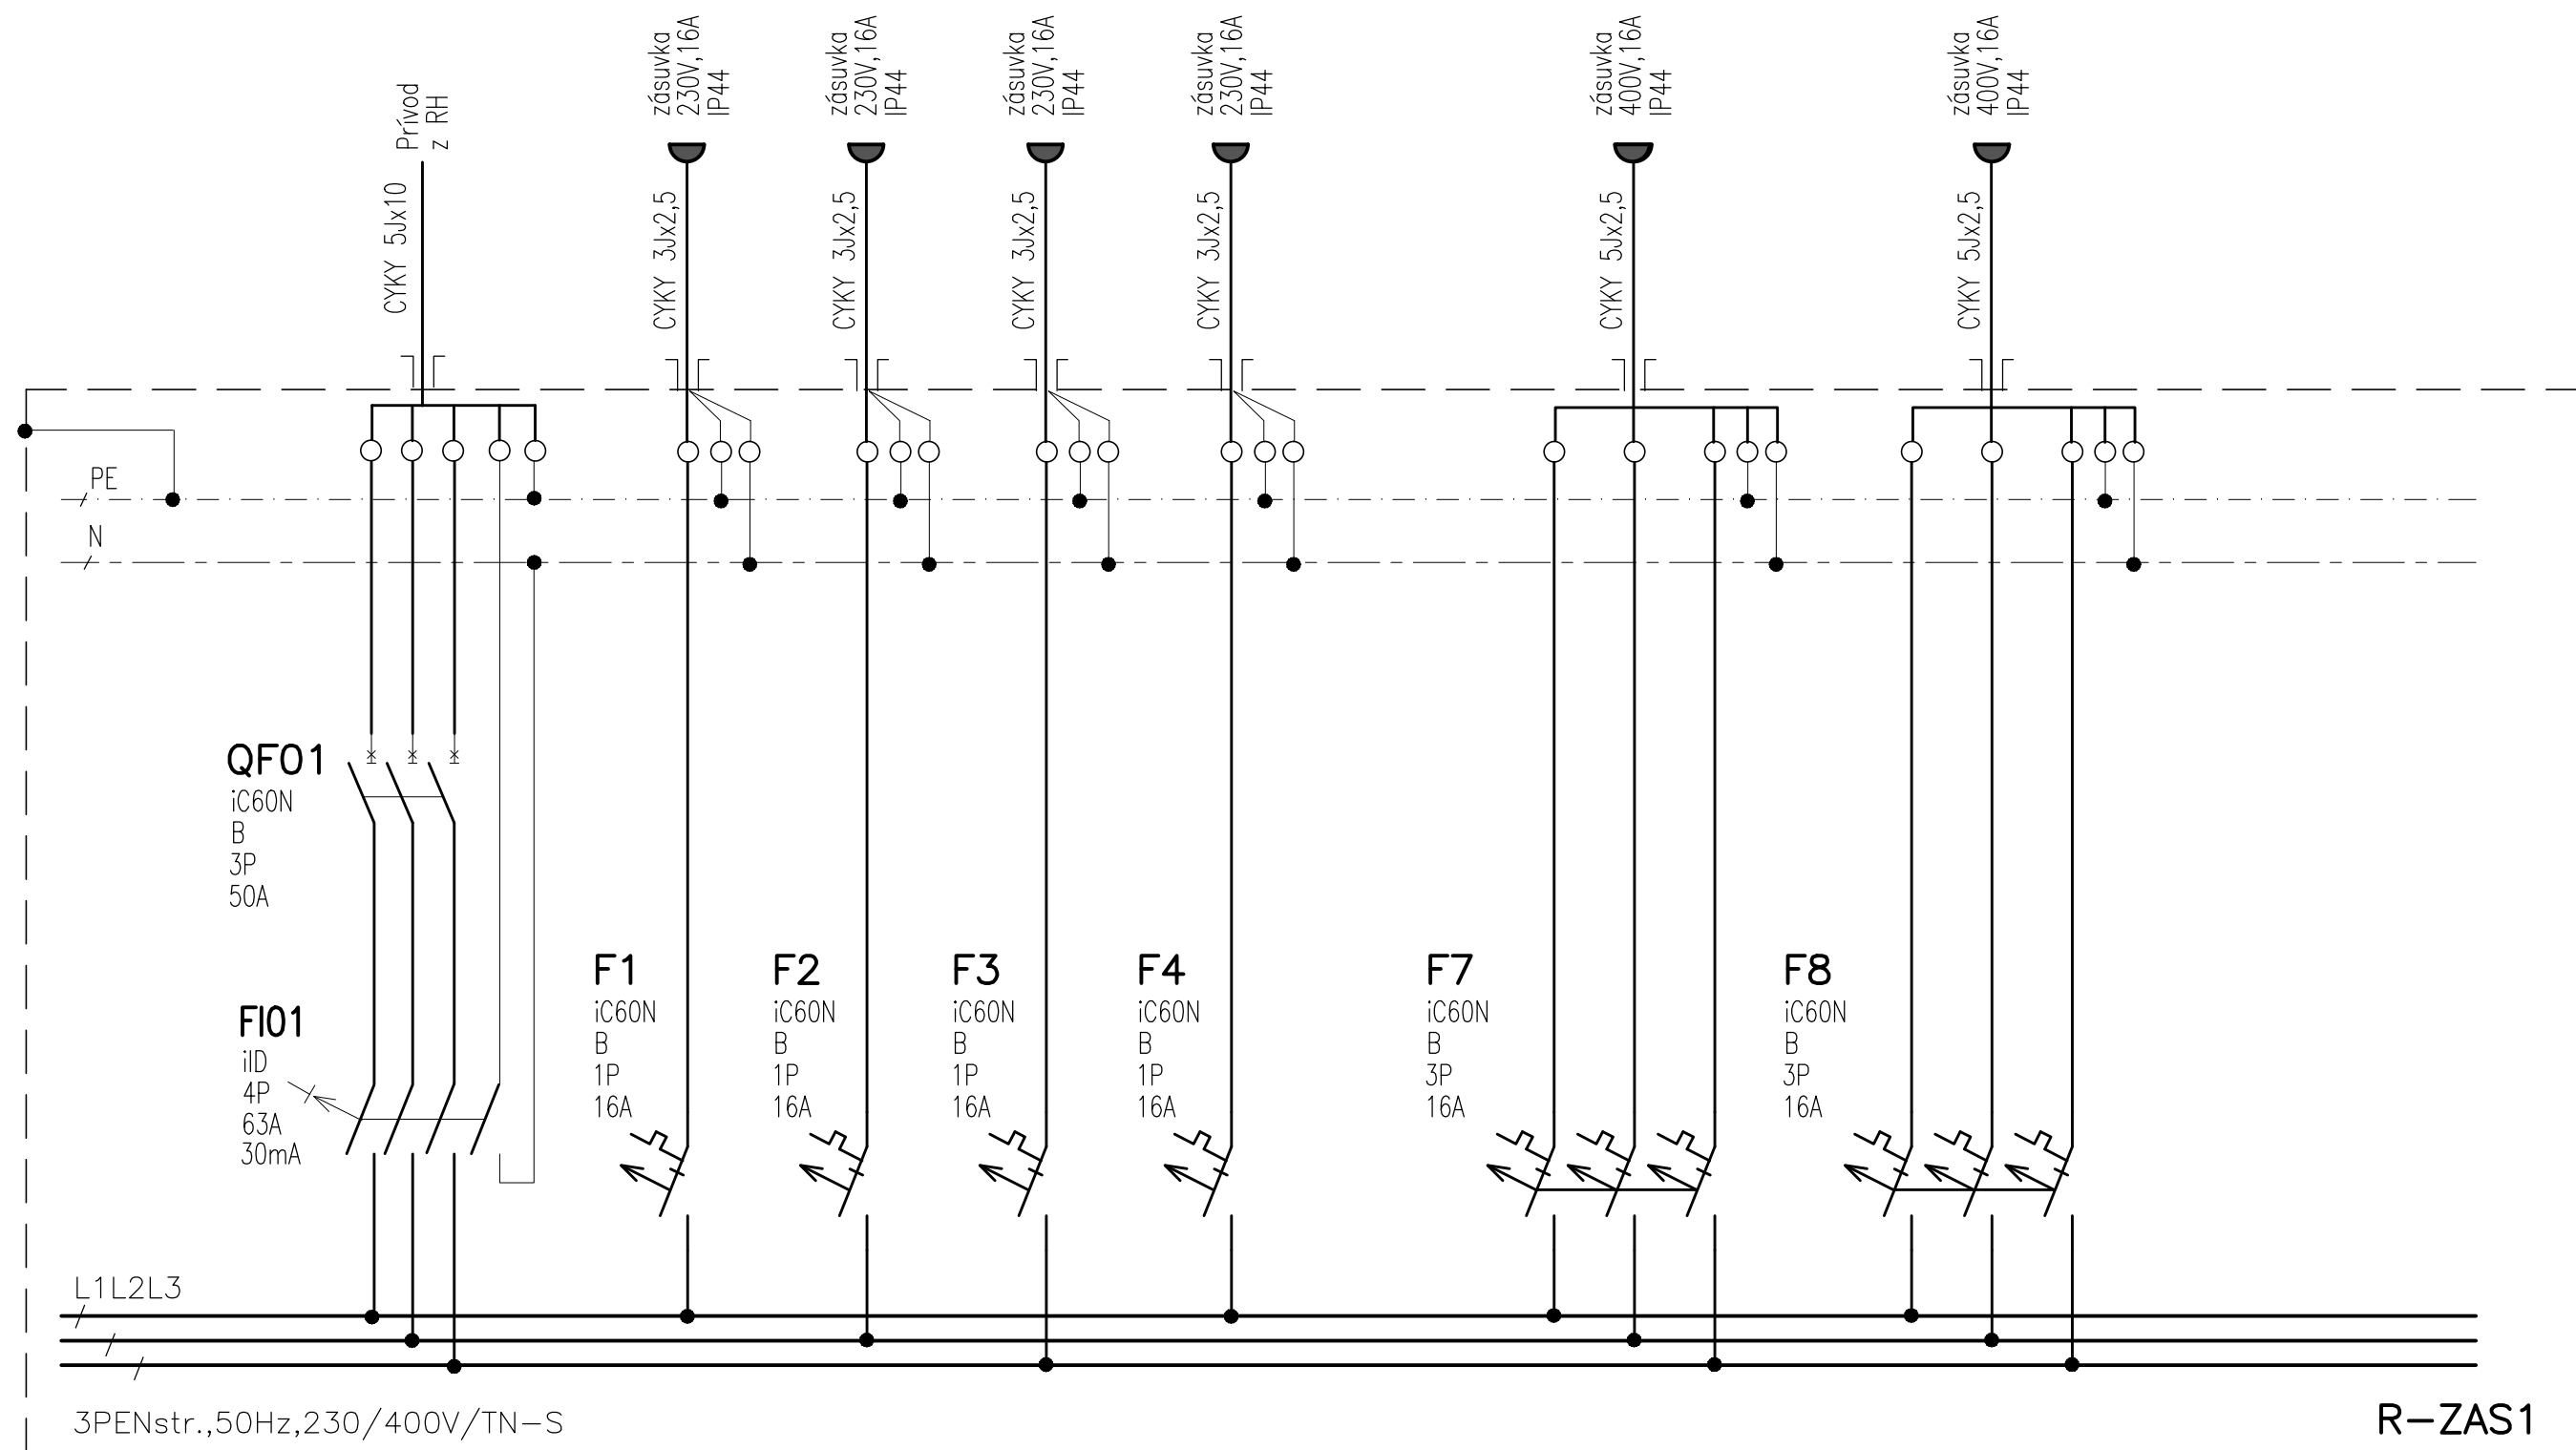 Prívod
z RH
CYKY 5Jx10
zásuvka
230V,16A
IP44
CYKY 3Jx2,5
zásuvka
230V,16A
IP44
CYKY 3Jx2,5
zásuvka
230V,16A
IP44
CYKY 3Jx2,5
zásuvka
230V,16A
IP44
CYKY 3Jx2,5
zásuvka
400V,16A
IP44
CYKY 5Jx2,5
zásuvka
400V,16A
IP44
CYKY 5Jx2,5
PE
N
QF01
iC60N
B
3P
50A
FI01
iID
4P
63A
30mA
F1
iC60N
B
1P
16A
F2
iC60N
B
1P
16A
F3
iC60N
B
1P
16A
F4
iC60N
B
1P
16A
F7
iC60N
B
3P
16A
F8
iC60N
B
3P
16A
L1L2L3
3PENstr.,50Hz,230/400V/TN-S
R-ZAS1